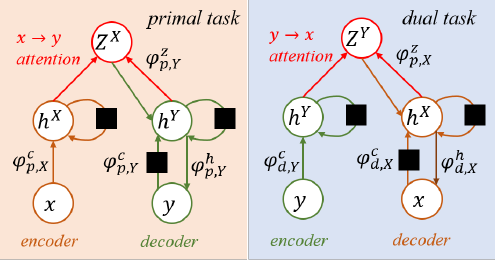 primal task
x → y
attention
Z^X
φ^z_{p,Y}
h^X
h^Y
φ^c_{p,X}
φ^c_{p,Y}
φ^h_{p,Y}
x
y
encoder
decoder
dual task
y → x
attention
Z^Y
φ^z_{p,X}
h^Y
h^X
φ^c_{d,Y}
φ^c_{d,X}
φ^h_{d,X}
y
x
encoder
decoder